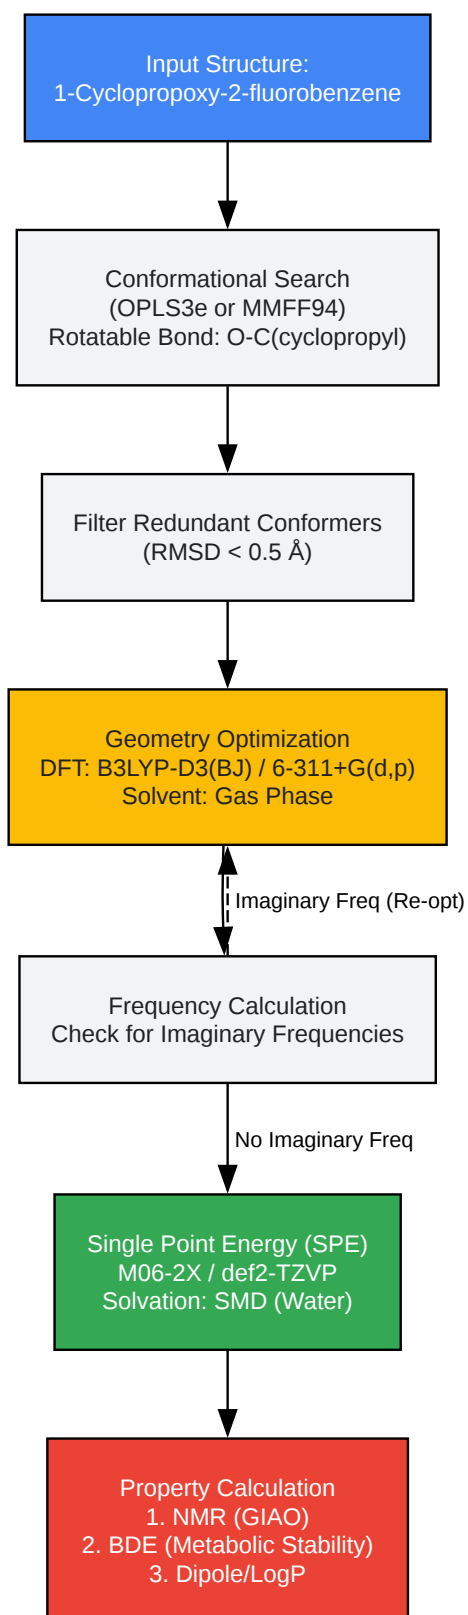 Input Structure:
1-Cyclopropoxy-2-fluorobenzene
Conformational Search
(OPLS3e or MMFF94)
Rotatable Bond: O-C(cyclopropyl)
Filter Redundant Conformers
(RMSD < 0.5 Å)
Geometry Optimization
DFT: B3LYP-D3(BJ) / 6-311+G(d,p)
Solvent: Gas Phase
Imaginary Freq (Re-opt)
Frequency Calculation
Check for Imaginary Frequencies
No Imaginary Freq
Single Point Energy (SPE)
M06-2X / def2-TZVP
Solvation: SMD (Water)
Property Calculation
1. NMR (GIAO)
2. BDE (Metabolic Stability)
3. Dipole/LogP